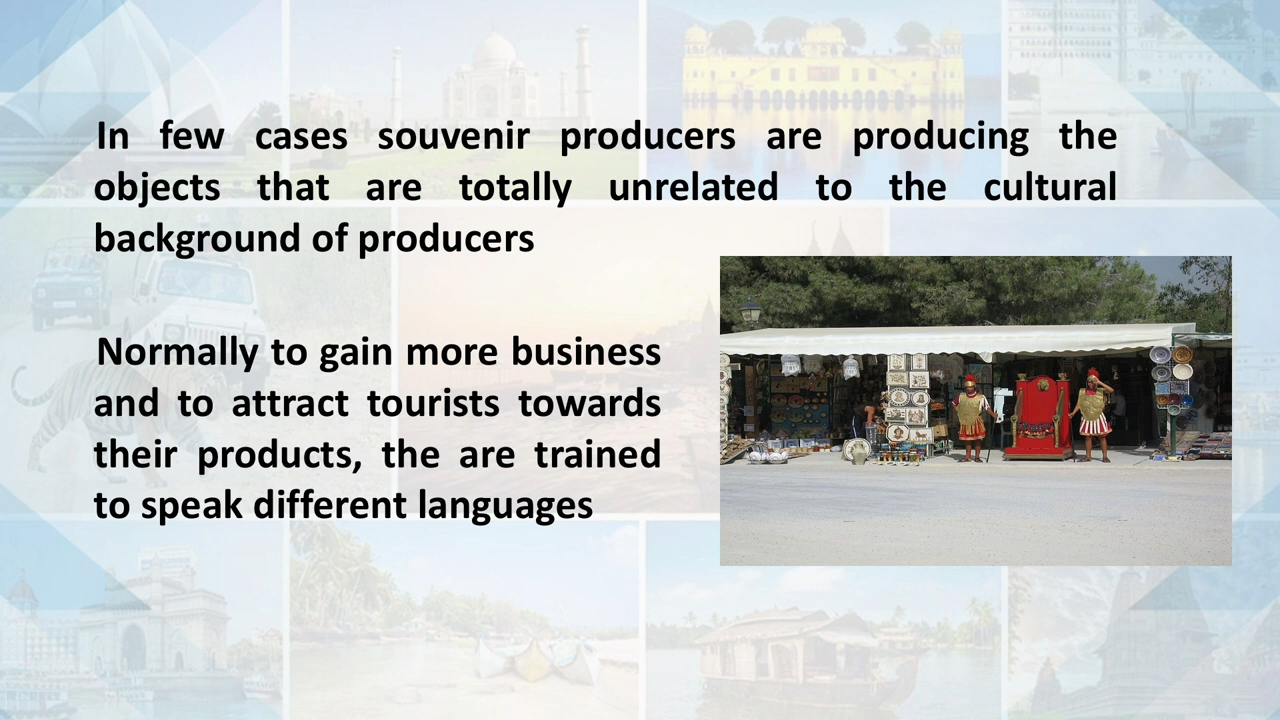 In few cases souvenir producers are producing the
objects that are totally unrelated to the cultural
background of producers
Normally to gain more business
and to attract tourists towards
their products, the are trained
to speak different languages